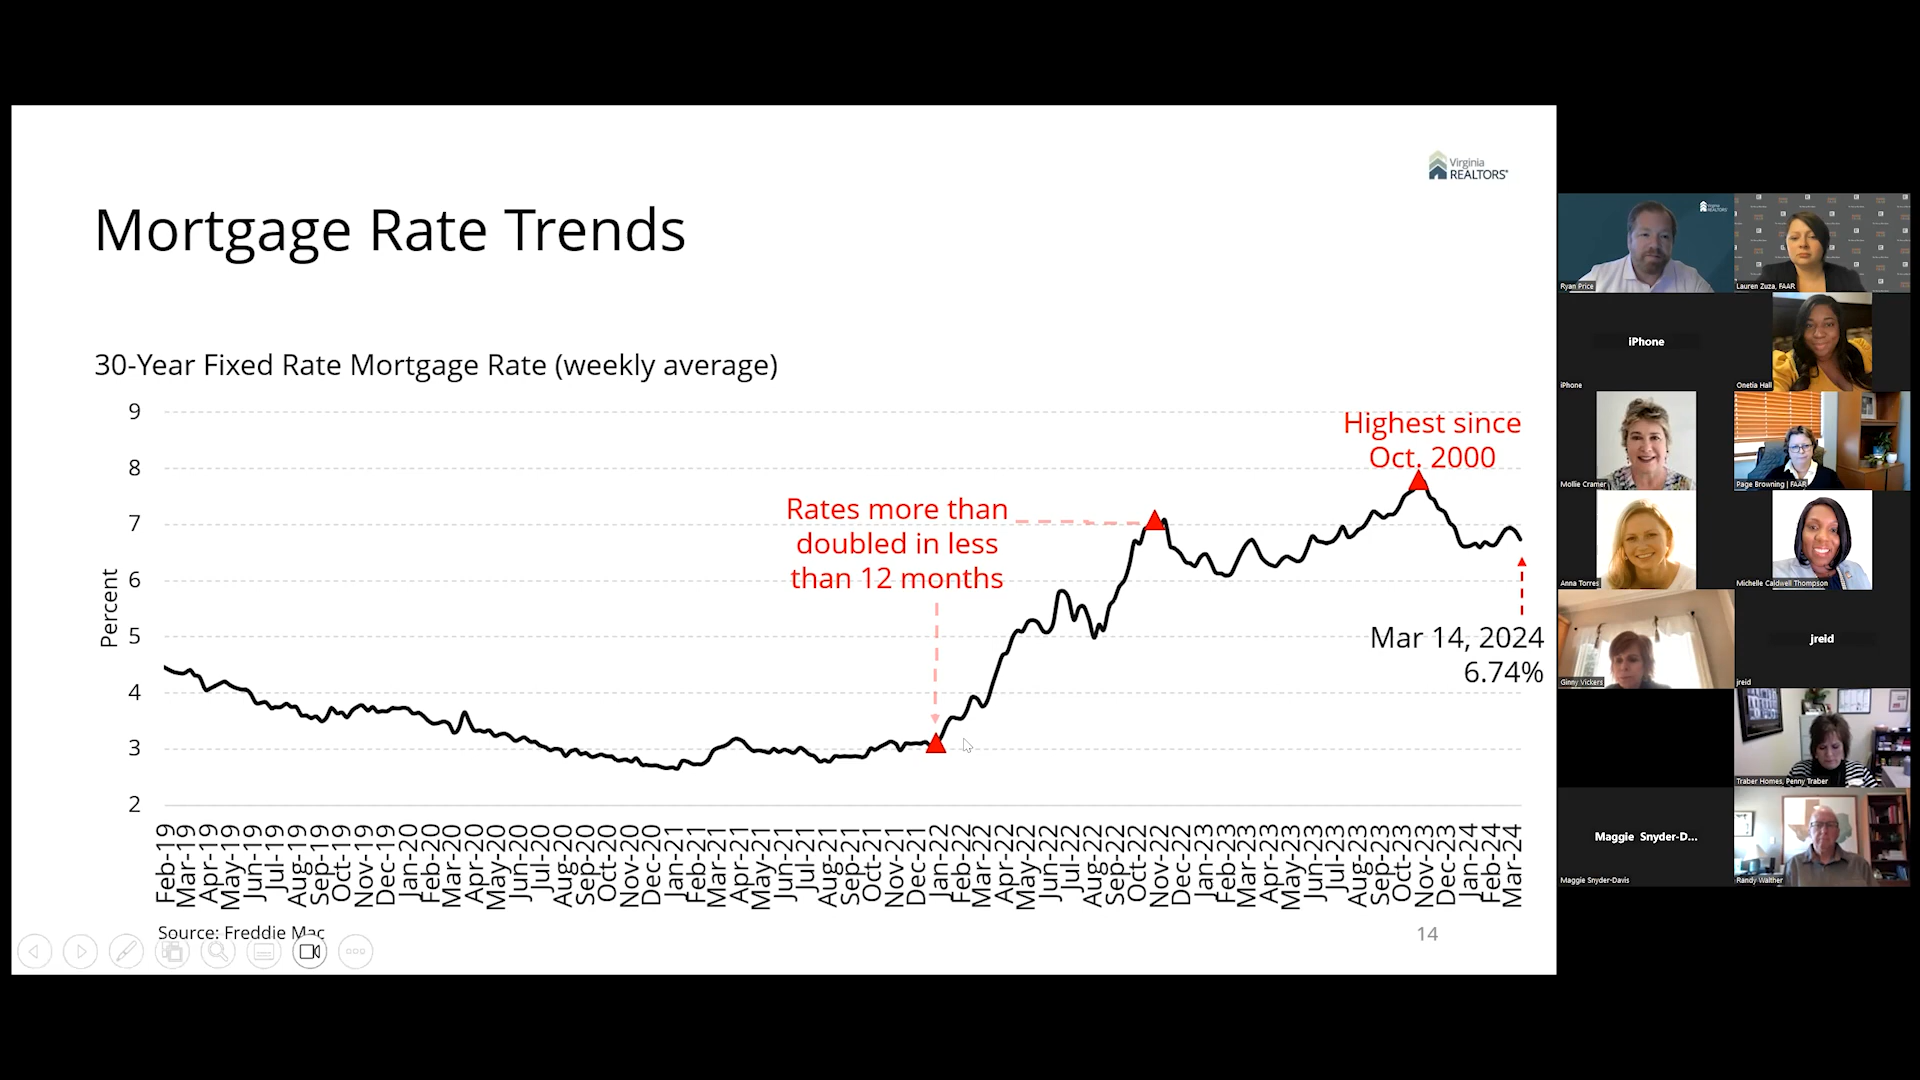 Virginia
REALTORS®
Mortgage Rate Trends
30-Year Fixed Rate Mortgage Rate (weekly average)
Percent
9
8
7
6
5
4
3
2
Highest since
Oct. 2000
Rates more than
doubled in less
than 12 months
Mar 14, 2024
6.74%
Feb-19
Mar-19
Apr-19
May-19
Jun-19
Jul-19
Aug-19
Sep-19
Oct-19
Nov-19
Dec-19
Jan-20
Feb-20
Mar-20
Apr-20
May-20
Jun-20
Jul-20
Aug-20
Sep-20
Oct-20
Nov-20
Dec-20
Jan-21
Feb-21
Mar-21
Apr-21
May-21
Jun-21
Jul-21
Aug-21
Sep-21
Oct-21
Nov-21
Dec-21
Jan-22
Feb-22
Mar-22
Apr-22
May-22
Jun-22
Jul-22
Aug-22
Sep-22
Oct-22
Nov-22
Dec-22
Jan-23
Feb-23
Mar-23
Apr-23
May-23
Jun-23
Jul-23
Aug-23
Sep-23
Oct-23
Nov-23
Dec-23
Jan-24
Feb-24
Mar-24
Source: Freddie Mac
14
Ryan Price
Lauren Zuza, FAAR
iPhone
iPhone
Onetia Hall
Mollie Cramer
Page Browning | FAAR
Anna Torres
Michelle Caldwell Thompson
Ginny Vickers
jreid
jreid
Traber Homes, Penny Traber
Maggie Snyder-D...
Maggie Snyder-Davis
Randy Walther